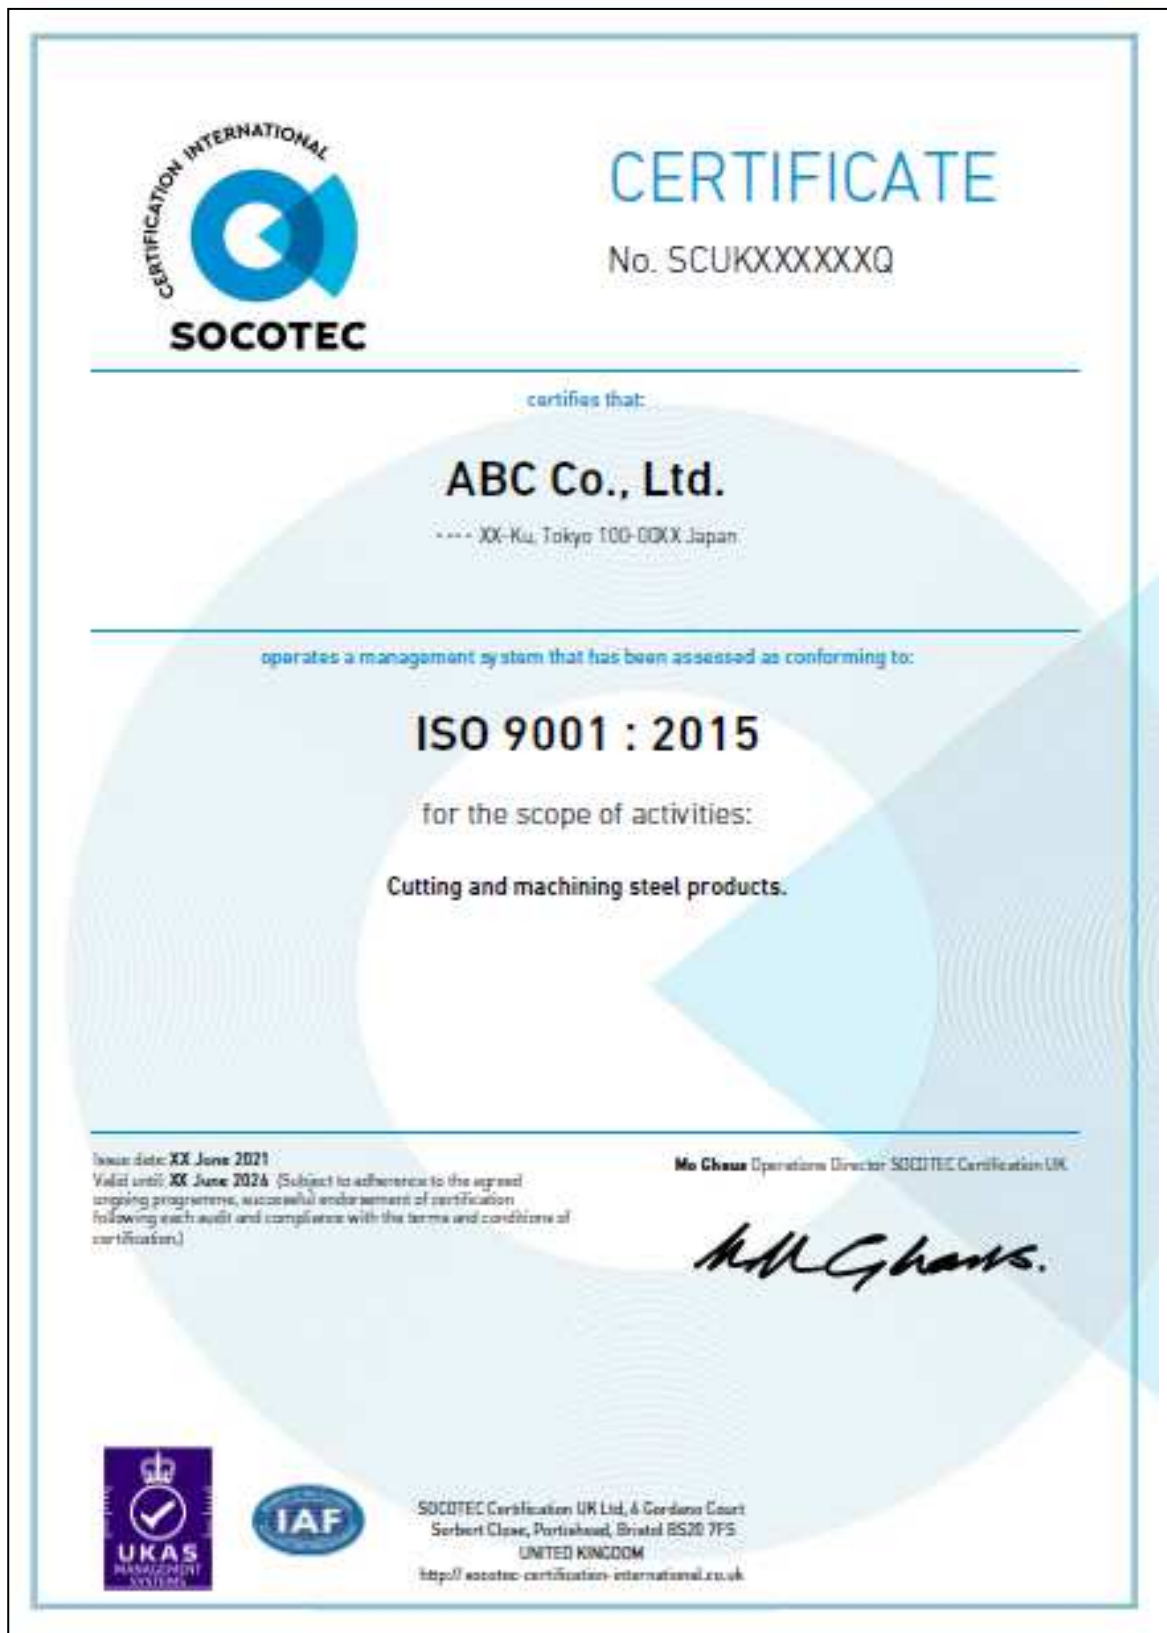 CERTIFICATION INTERNATIONAL
SOCOTEC
CERTIFICATE
No. SCUKXXXXXXQ
certifies that:
ABC Co., Ltd.
---- XX-Ku, Tokyo 100-00XX Japan
operates a management system that has been assessed as conforming to:
ISO 9001 : 2015
for the scope of activities:
Cutting and machining steel products.
Issue date: XX June 2021
Valid until: XX June 2024 (Subject to adherence to the agreed
ongoing programme, successful endorsement of certification
following each audit and compliance with the terms and conditions of
certification.)
Mo Ghaus Operations Director SOCOTEC Certification UK
UKAS
MANAGEMENT
SYSTEMS
IAF
SOCOTEC Certification UK Ltd, 6 Gordano Court
Serbert Close, Portishead, Bristol BS20 7FS
UNITED KINGDOM
http://socotec-certification-international.co.uk